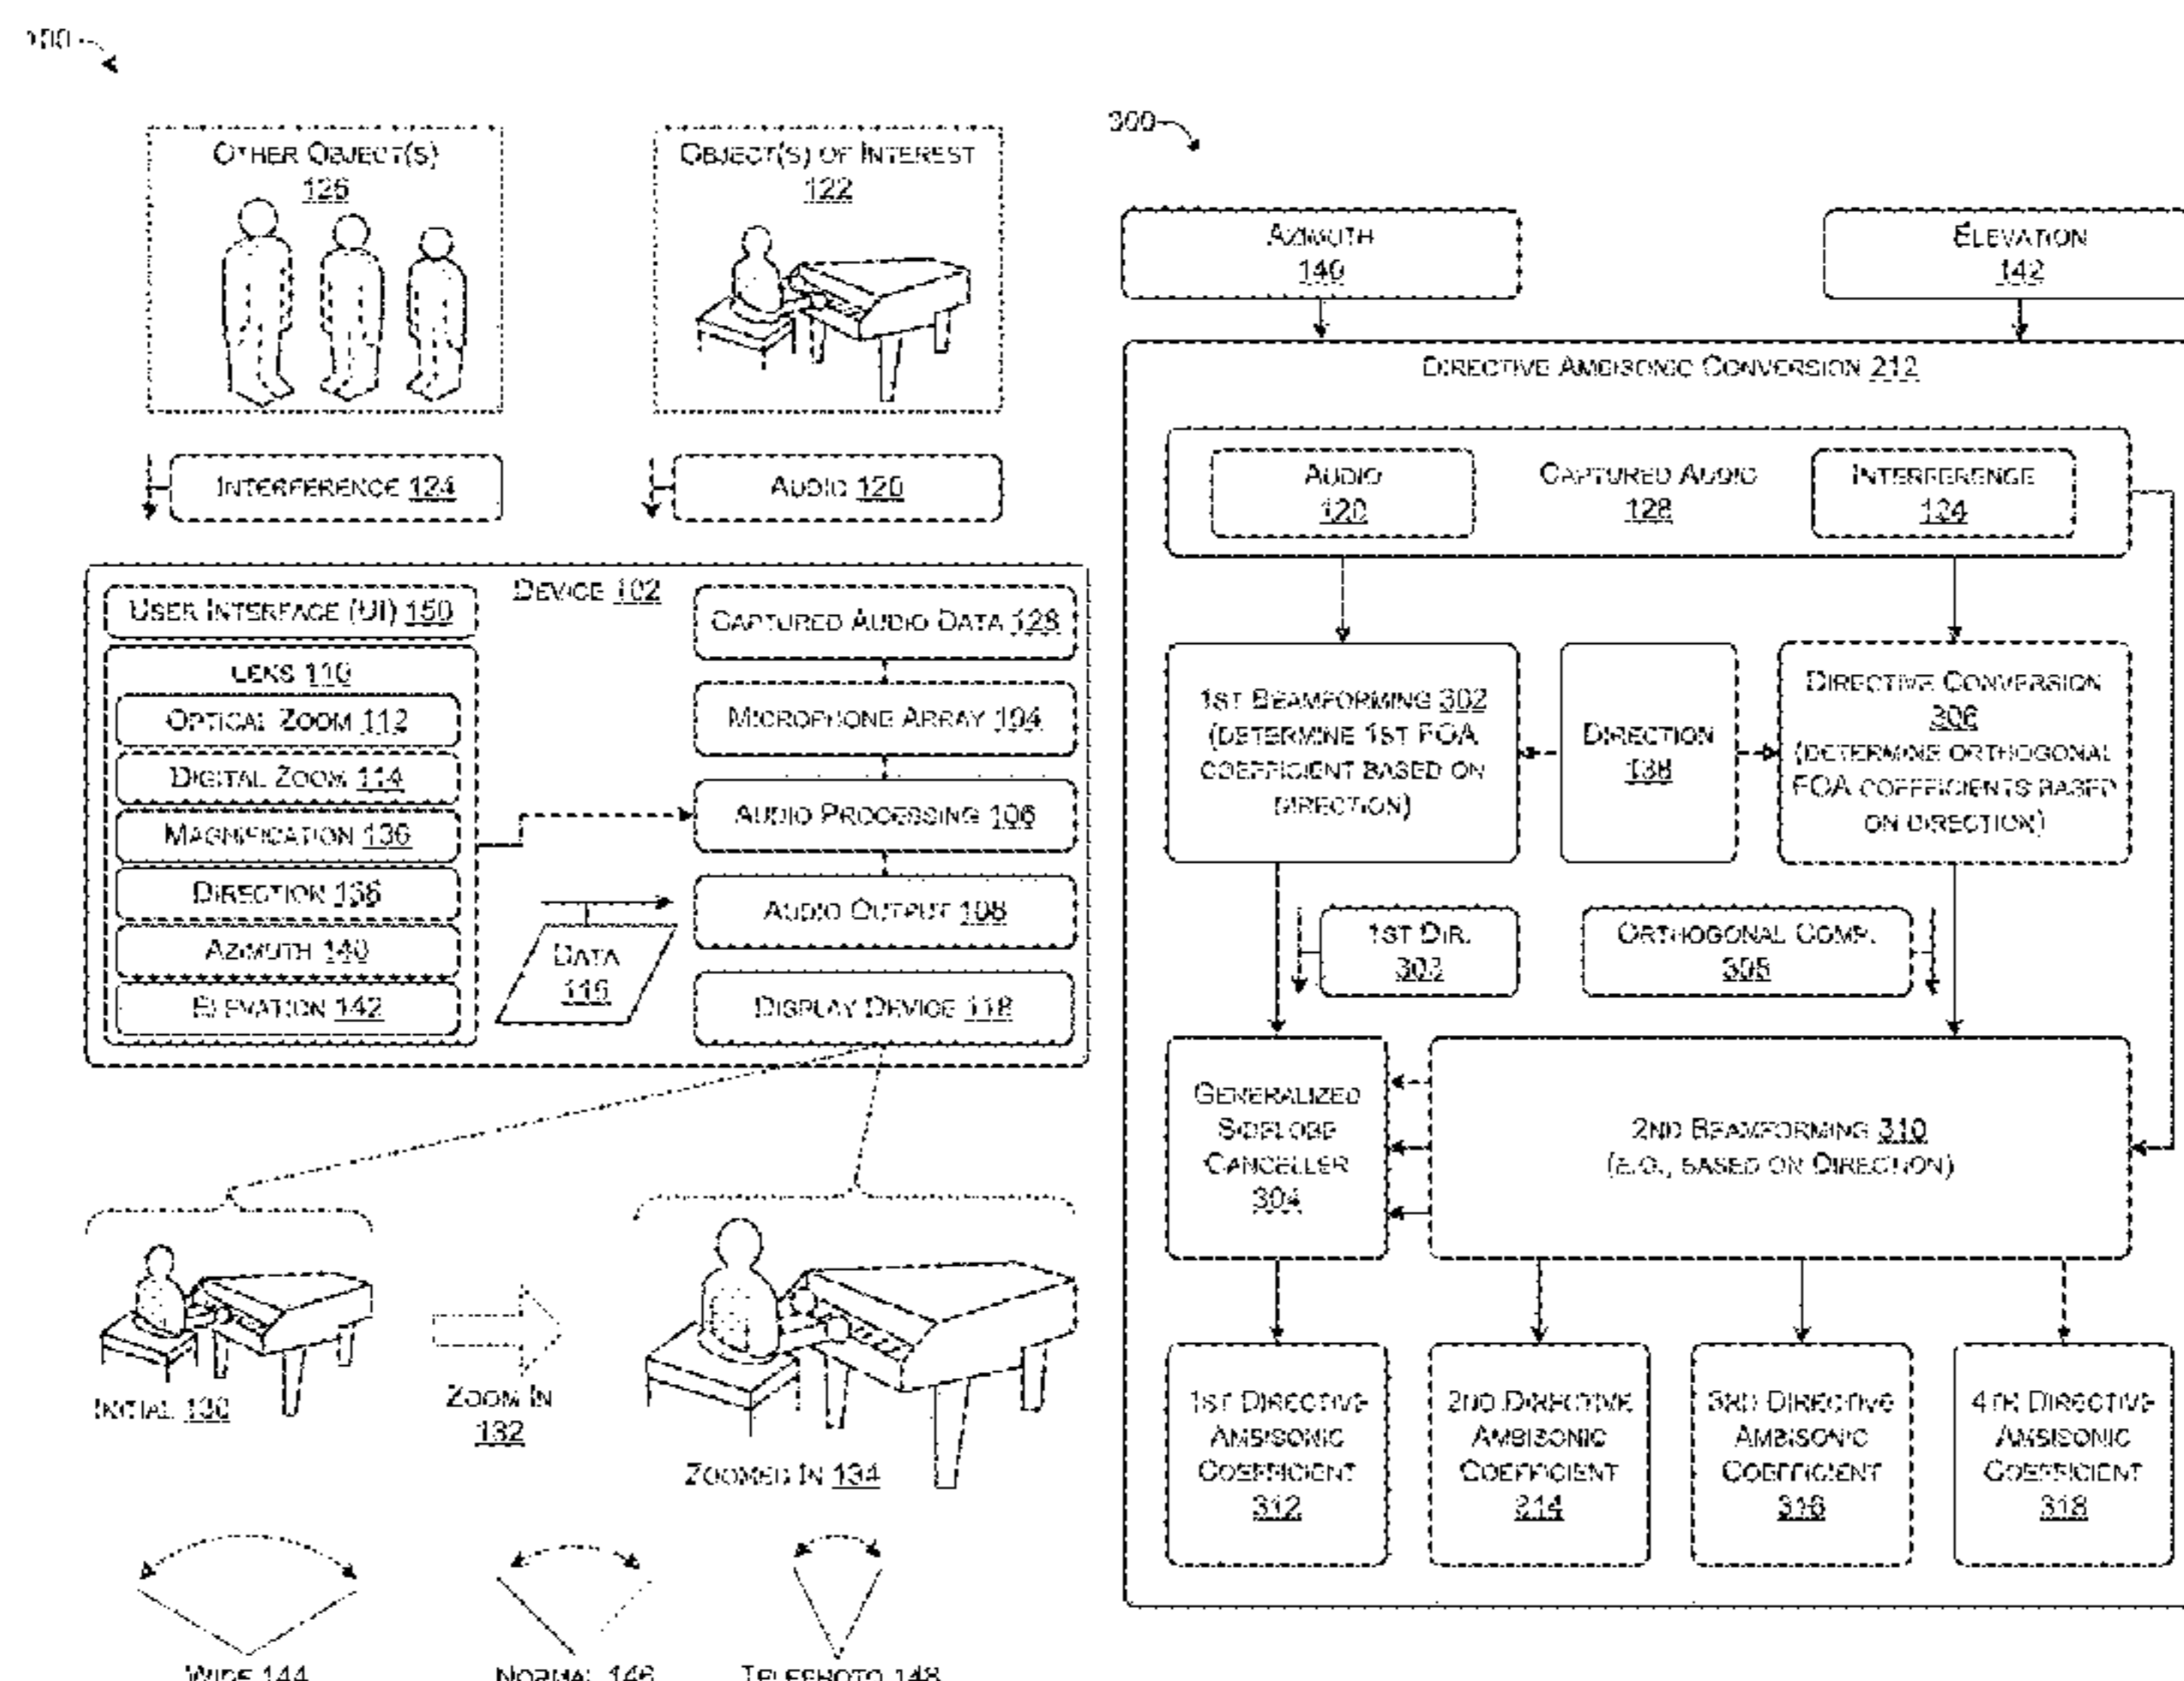 100
OTHER OBJECT(S)
126
OBJECT(S) OF INTEREST
122
INTERFERENCE 124
AUDIO 120
DEVICE 102
USER INTERFACE (UI) 150
LENS 110
OPTICAL ZOOM 112
DIGITAL ZOOM 114
MAGNIFICATION 136
DIRECTION 138
AZIMUTH 140
ELEVATION 142
CAPTURED AUDIO DATA 128
MICROPHONE ARRAY 104
AUDIO PROCESSING 106
AUDIO OUTPUT 108
DATA
116
DISPLAY DEVICE 118
INITIAL 130
ZOOM IN
132
ZOOMED IN 134
WIDE 144
NORMAL 146
TELEPHOTO 148
300
AZIMUTH
140
ELEVATION
142
DIRECTIVE AMBISONIC CONVERSION 212
AUDIO
120
CAPTURED AUDIO
128
INTERFERENCE
124
1ST BEAMFORMING 302
(DETERMINE 1ST FOA
COEFFICIENT BASED ON
DIRECTION)
DIRECTION
138
DIRECTIVE CONVERSION
306
(DETERMINE ORTHOGONAL
FOA COEFFICIENTS BASED
ON DIRECTION)
1ST DIR.
303
ORTHOGONAL COMP.
308
GENERALIZED
SIDELOBE
CANCELLER
304
2ND BEAMFORMING 310
(E.G., BASED ON DIRECTION)
1ST DIRECTIVE
AMBISONIC
COEFFICIENT
312
2ND DIRECTIVE
AMBISONIC
COEFFICIENT
314
3RD DIRECTIVE
AMBISONIC
COEFFICIENT
316
4TH DIRECTIVE
AMBISONIC
COEFFICIENT
318